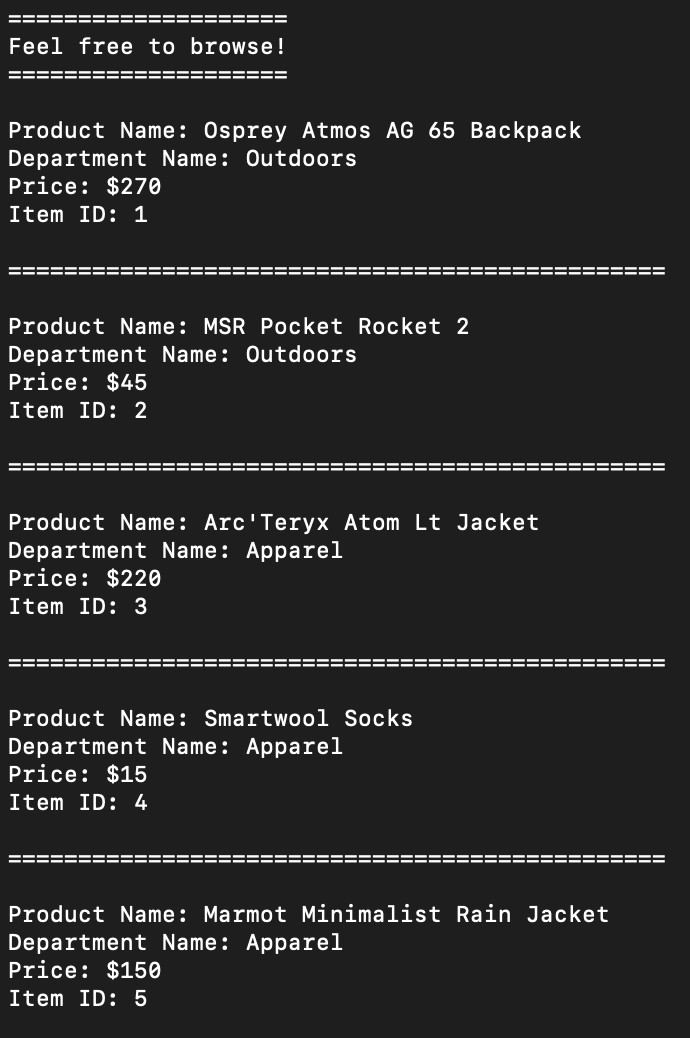 ====================
Feel free to browse!
====================
Product Name: Osprey Atmos AG 65 Backpack
Department Name: Outdoors
Price: $270
Item ID: 1
===============================================
Product Name: MSR Pocket Rocket 2
Department Name: Outdoors
Price: $45
Item ID: 2
===============================================
Product Name: Arc'Teryx Atom Lt Jacket
Department Name: Apparel
Price: $220
Item ID: 3
===============================================
Product Name: Smartwool Socks
Department Name: Apparel
Price: $15
Item ID: 4
===============================================
Product Name: Marmot Minimalist Rain Jacket
Department Name: Apparel
Price: $150
Item ID: 5